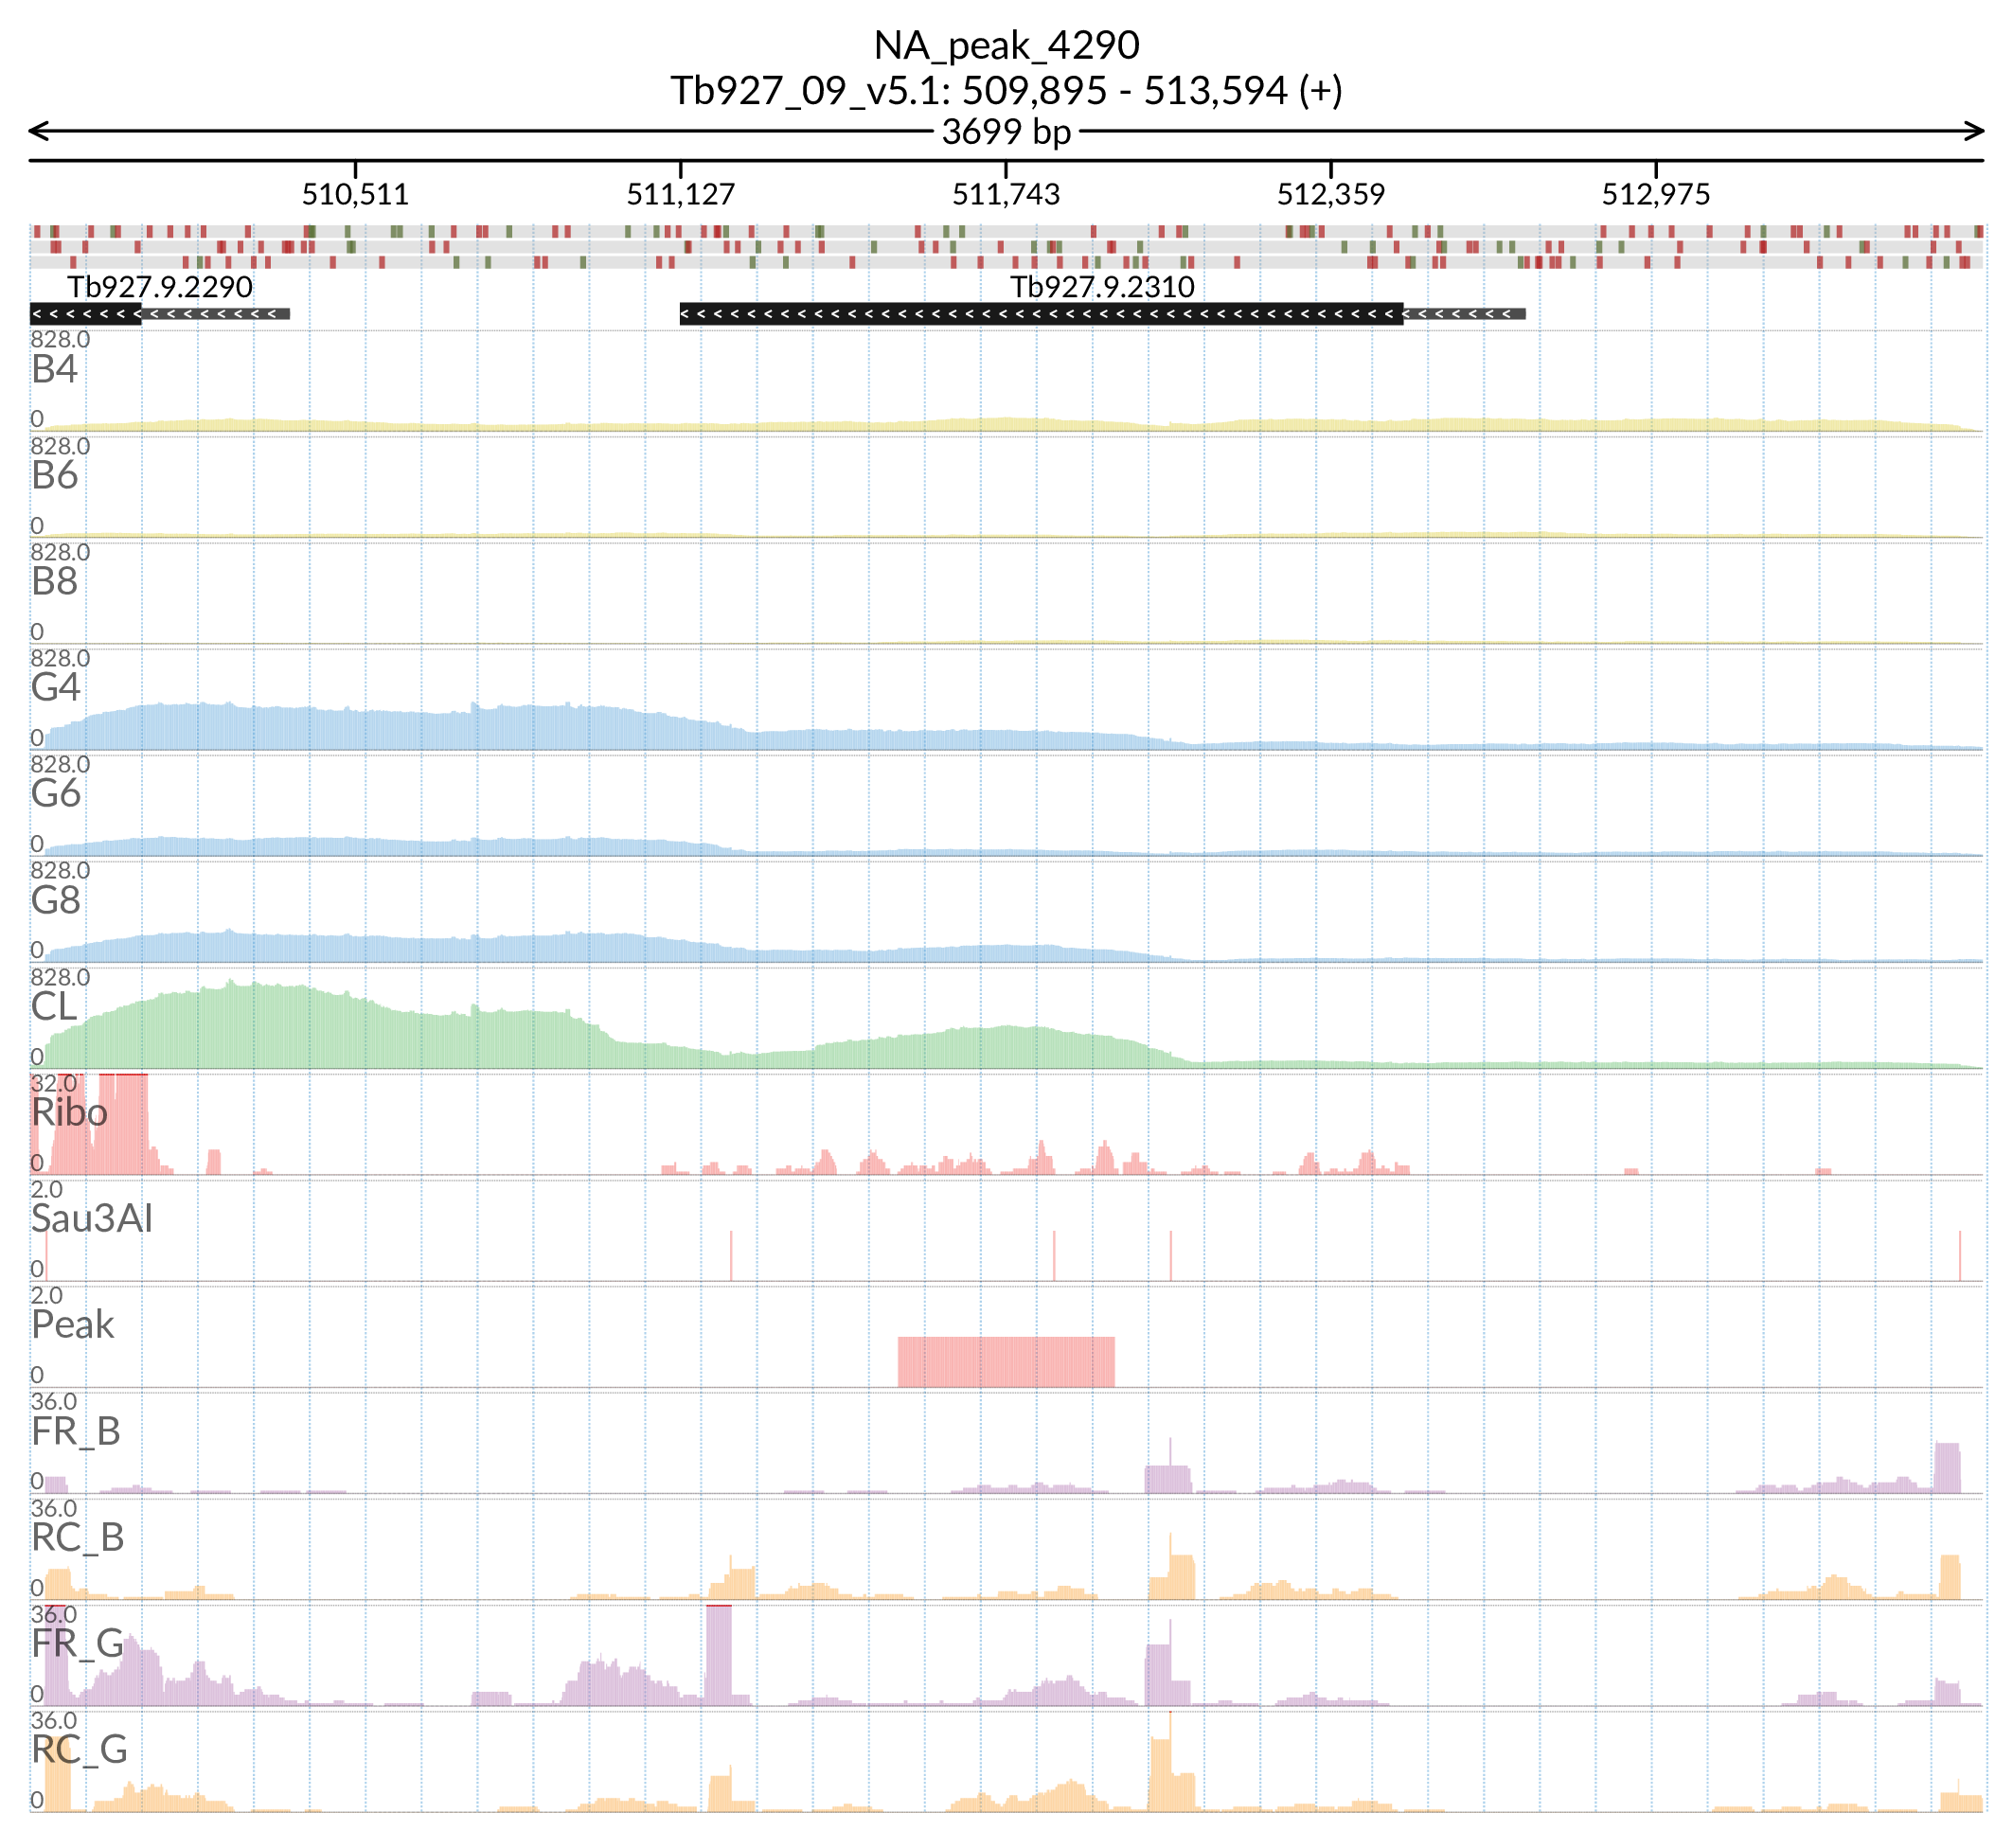 NA_peak_4290
Tb927_09_v5.1: 509,895 - 513,594 (+)
3699 bp
510,511 511,127 511,743 512,359 512,975
Tb927.9.2290 Tb927.9.2310
828.0
B4
0
828.0
B6
0
828.0
B8
0
828.0
G4
0
828.0
G6
0
828.0
G8
0
828.0
CL
0
32.0
Ribo
0
2.0
Sau3AI
0
2.0
Peak
0
36.0
FR_B
0
36.0
RC_B
0
36.0
FR_G
0
36.0
RC_G
0